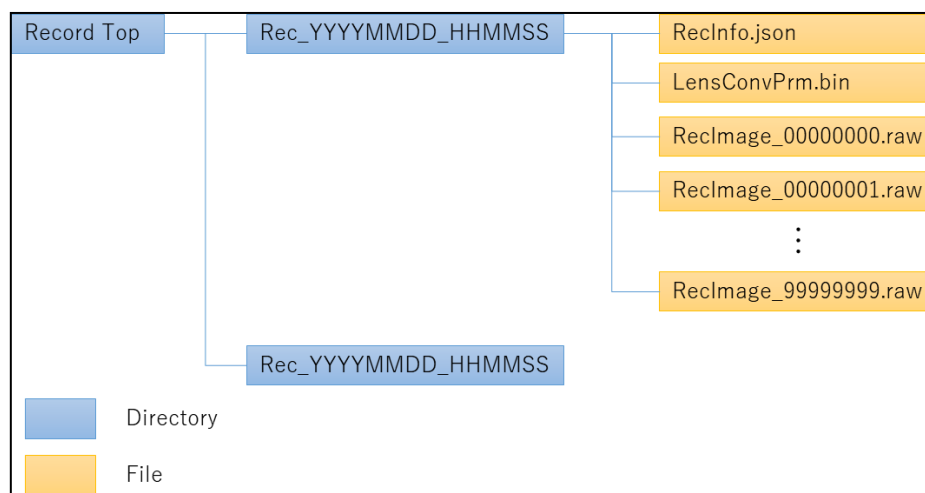 Record Top
Rec_YYYYMMDD_HHMMSS
RecInfo.json
LensConvPrm.bin
RecImage_00000000.raw
RecImage_00000001.raw
⋮
RecImage_99999999.raw
Rec_YYYYMMDD_HHMMSS
Directory
File